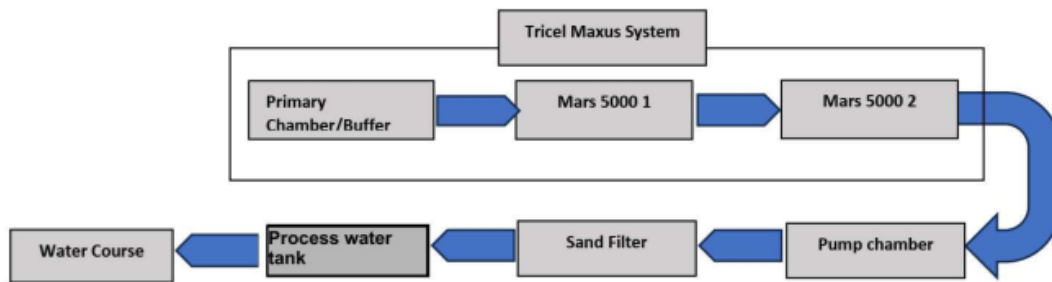 Tricel Maxus System
Primary
Chamber/Buffer
Mars 5000 1
Mars 5000 2
Water Course
Process water
tank
Sand Filter
Pump chamber